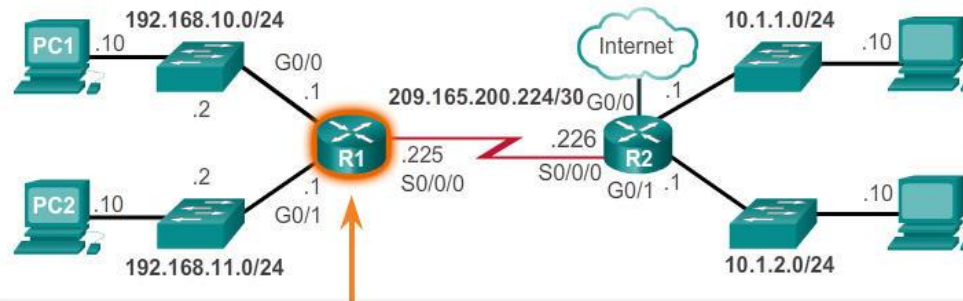 192.168.10.0/24
10.1.1.0/24
PC1
.10
G0/0
.1
.2
Internet
.10
.1
209.165.200.224/30
G0/0
R1
.225
S0/0/0
.226
S0/0/0
R2
G0/1
.1
.2
.1
G0/1
PC2
.10
.10
192.168.11.0/24
10.1.2.0/24